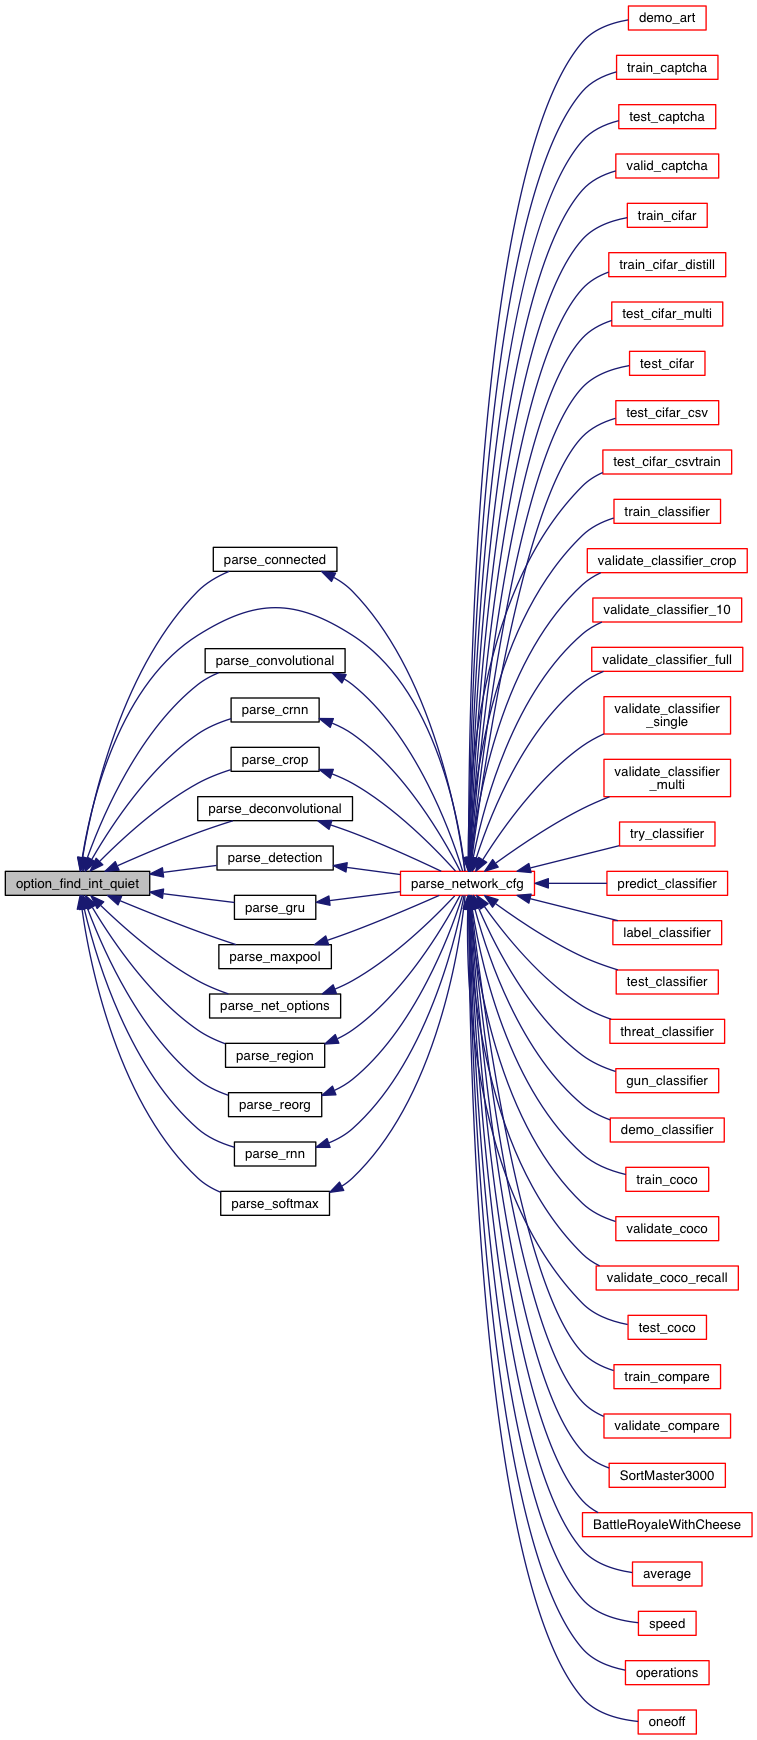 option_find_int_quiet
parse_connected
parse_convolutional
parse_crnn
parse_crop
parse_deconvolutional
parse_detection
parse_gru
parse_maxpool
parse_net_options
parse_region
parse_reorg
parse_rnn
parse_softmax
parse_network_cfg
demo_art
train_captcha
test_captcha
valid_captcha
train_cifar
train_cifar_distill
test_cifar_multi
test_cifar
test_cifar_csv
test_cifar_csvtrain
train_classifier
validate_classifier_crop
validate_classifier_10
validate_classifier_full
validate_classifier
_single
validate_classifier
_multi
try_classifier
predict_classifier
label_classifier
test_classifier
threat_classifier
gun_classifier
demo_classifier
train_coco
validate_coco
validate_coco_recall
test_coco
train_compare
validate_compare
SortMaster3000
BattleRoyaleWithCheese
average
speed
operations
oneoff